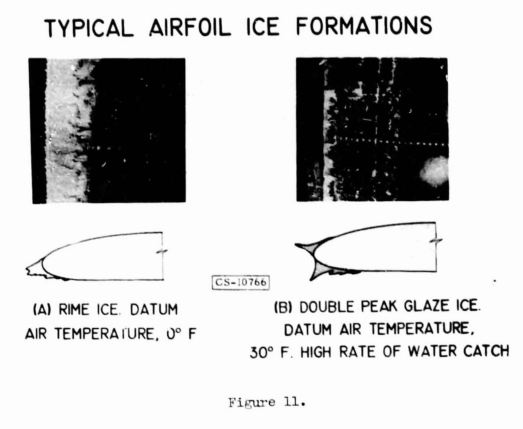 TYPICAL AIRFOIL ICE FORMATIONS
CS-10766
(A) RIME ICE. DATUM
AIR TEMPERATURE, 0° F
(B) DOUBLE PEAK GLAZE ICE.
DATUM AIR TEMPERATURE,
30° F. HIGH RATE OF WATER CATCH
Figure 11.